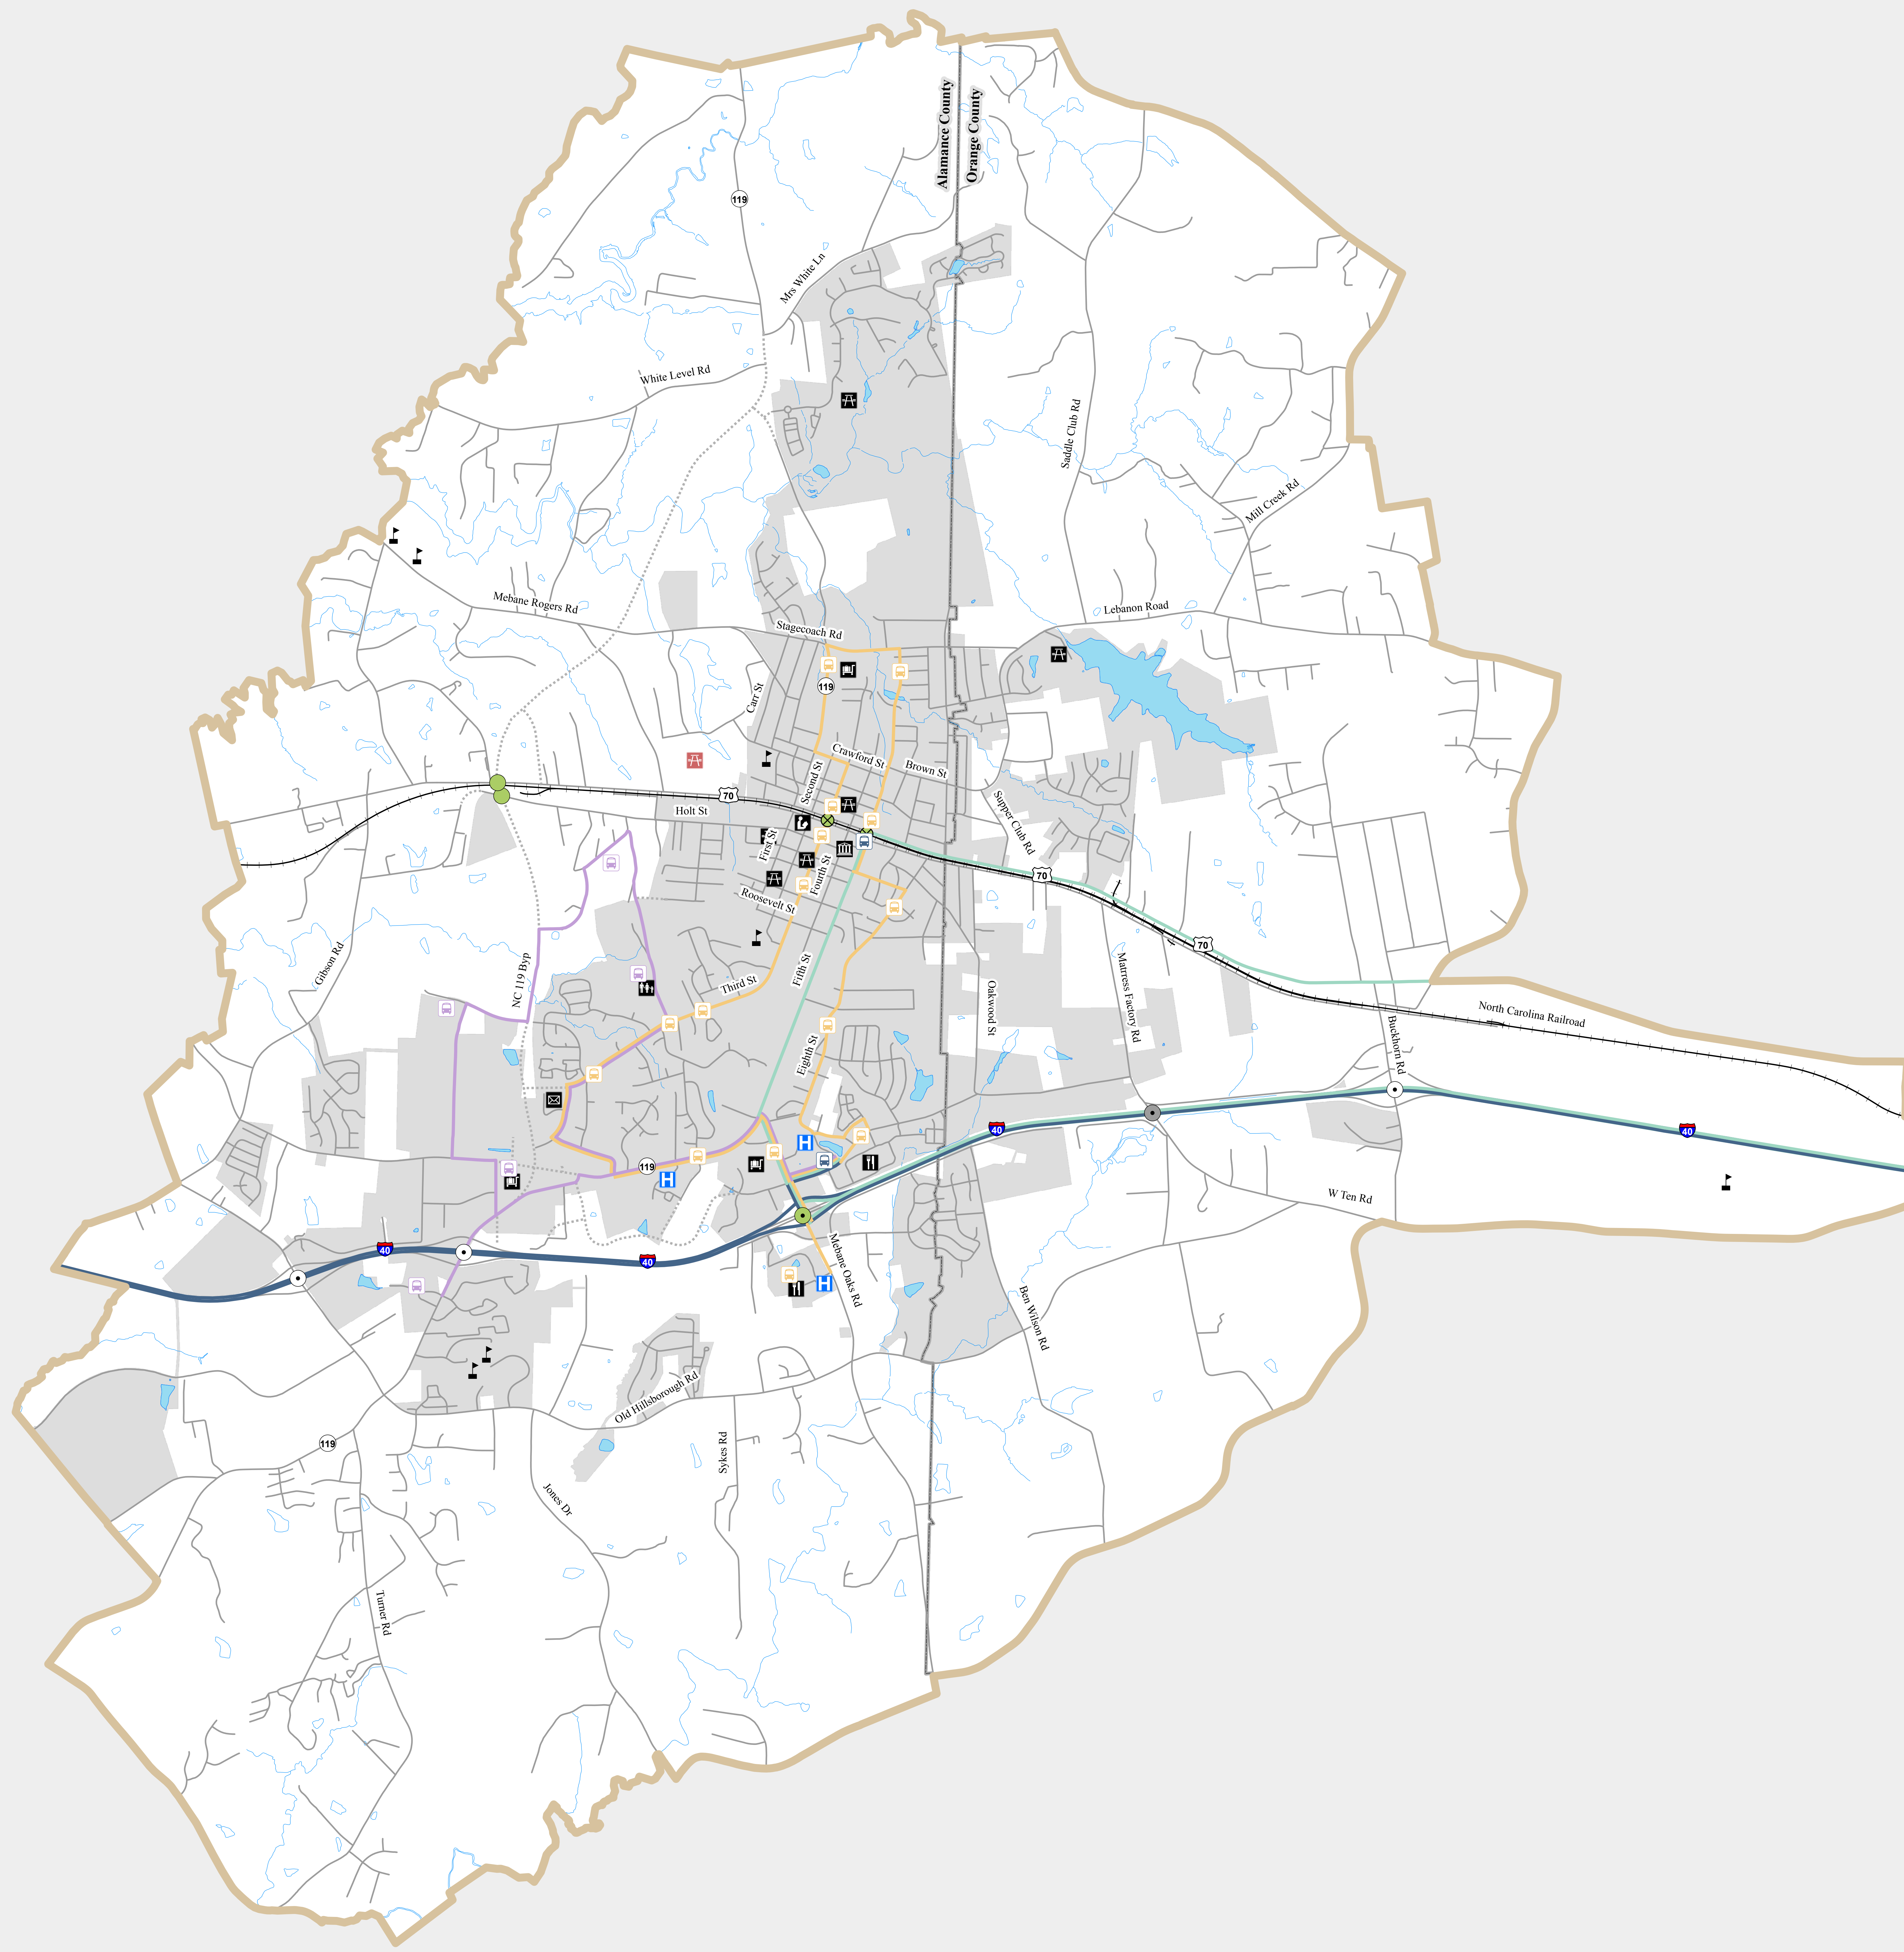 Alamance County
Orange County
119
Mrs White Ln
White Level Rd
Saddle Club Rd
Mill Creek Rd
Mebane Rogers Rd
Lebanon Road
Stagecoach Rd
119
Carr St
Crawford St
Brown St
Second St
70
Holt St
Supper Club Rd
First St
Fourth St
70
Roosevelt St
70
Gibson Rd
NC 119 Byp
Third St
Fifth St
Oakwood St
Mattress Factory Rd
North Carolina Railroad
Buckhorn Rd
Eighth St
40
40
H
119
H
W Ten Rd
40
40
Mebane Oaks Rd
H
Ben Wilson Rd
Old Hillsborough Rd
119
Sykes Rd
Jones Dr
Turner Rd